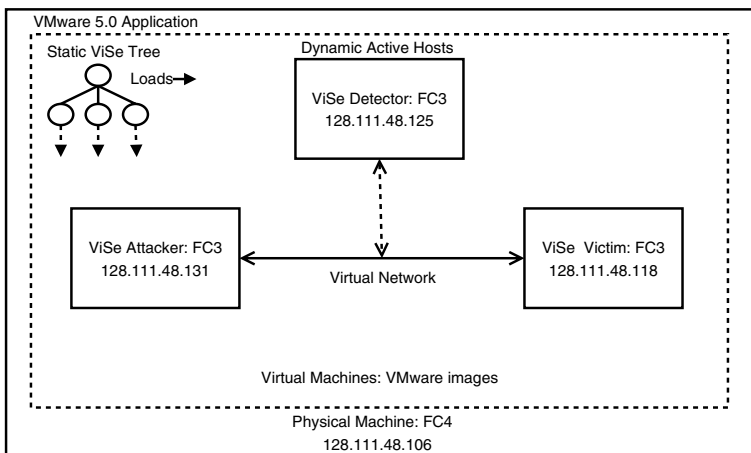 VMware 5.0 Application
Static ViSe Tree
Loads
Dynamic Active Hosts
ViSe Detector: FC3
128.111.48.125
ViSe Attacker: FC3
128.111.48.131
Virtual Network
ViSe Victim: FC3
128.111.48.118
Virtual Machines: VMware images
Physical Machine: FC4
128.111.48.106